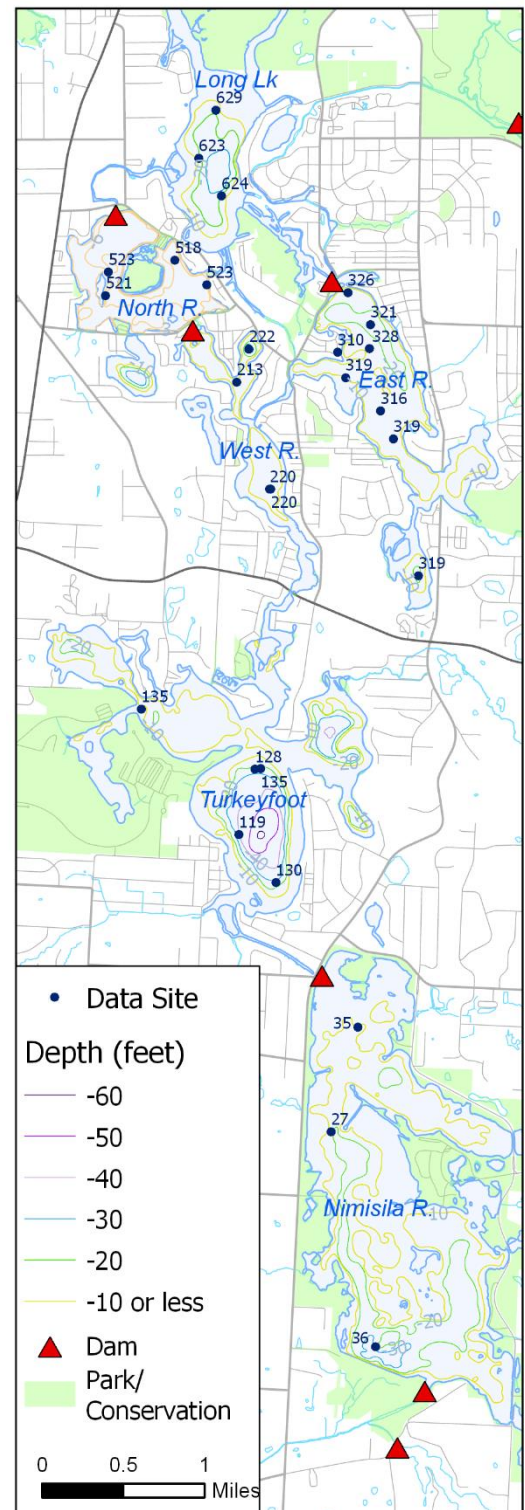 Long Lk
629
623
624
518
523
523
521
North R.
326
321
222
310
328
213
319
East R.
316
319
West R.
220
220
319
135
128
135
Turkeyfoot
119
130
35
27
Nimisila R.
36
-10
-20
-30
Data Site
Depth (feet)
-60
-50
-40
-30
-20
-10 or less
Dam
Park/
Conservation
0 0.5 1
Miles